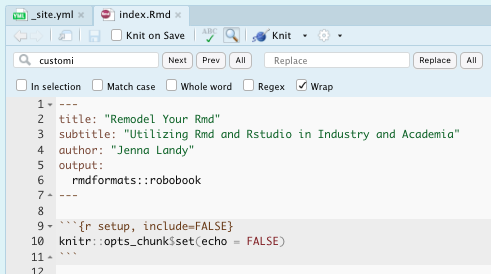 _site.yml × index.Rmd ×
Knit on Save ABC Knit
customi Next Prev All Replace Replace All
In selection Match case Whole word Regex Wrap
1 ---
2 title: "Remodel Your Rmd"
3 subtitle: "Utilizing Rmd and Rstudio in Industry and Academia"
4 author: "Jenna Landy"
5 output:
6 rmdformats::robobook
7 ---
8
9 ```{r setup, include=FALSE}
10 knitr::opts_chunk$set(echo = FALSE)
11 ```
12